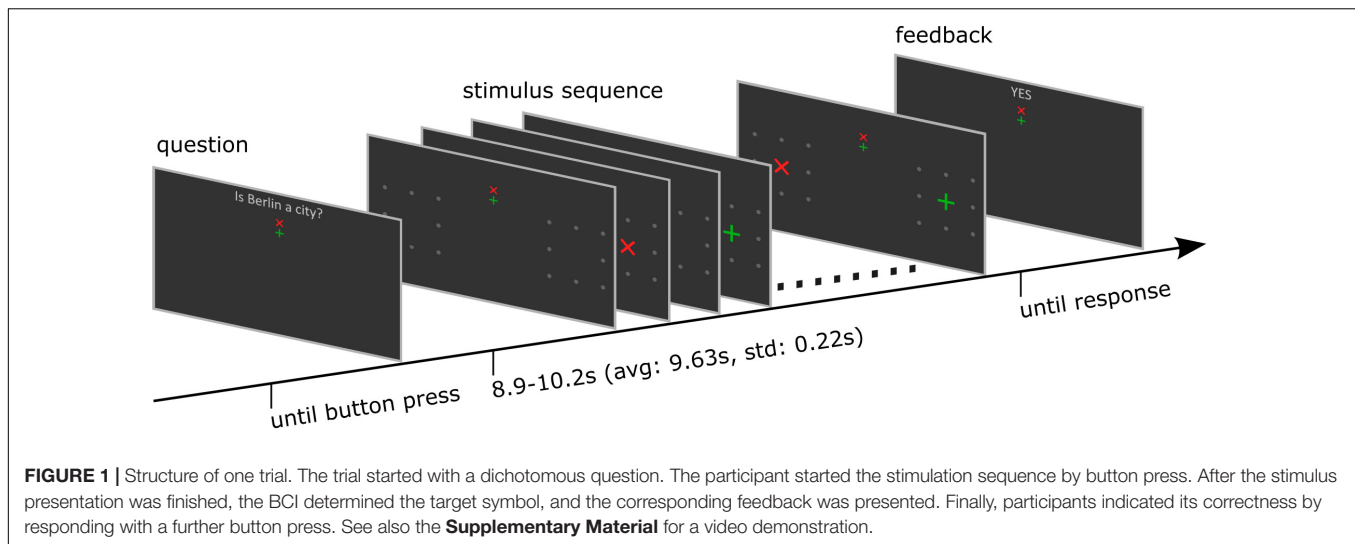 feedback
YES
stimulus sequence
question
Is Berlin a city?
until response
8.9-10.2s (avg: 9.63s, std: 0.22s)
until button press
FIGURE 1 | Structure of one trial. The trial started with a dichotomous question. The participant started the stimulation sequence by button press. After the stimulus
presentation was finished, the BCI determined the target symbol, and the corresponding feedback was presented. Finally, participants indicated its correctness by
responding with a further button press. See also the Supplementary Material for a video demonstration.